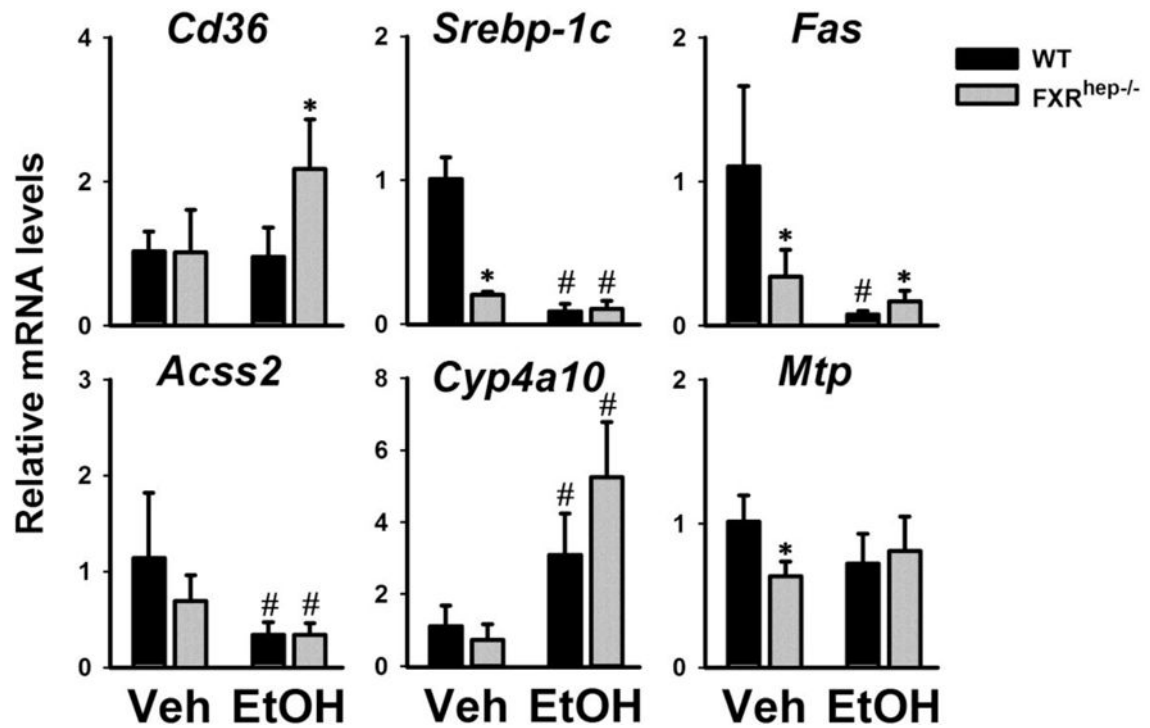 Relative mRNA levels
Cd36
4
2
0
*
Srebp-1c
2
1
0
*
#
#
Fas
2
1
0
*
#
*
WT
FXRhep-/-
Acss2
3
2
1
0
#
#
Veh EtOH
Cyp4a10
8
6
4
2
0
#
#
Veh EtOH
Mtp
2
1
0
*
Veh EtOH